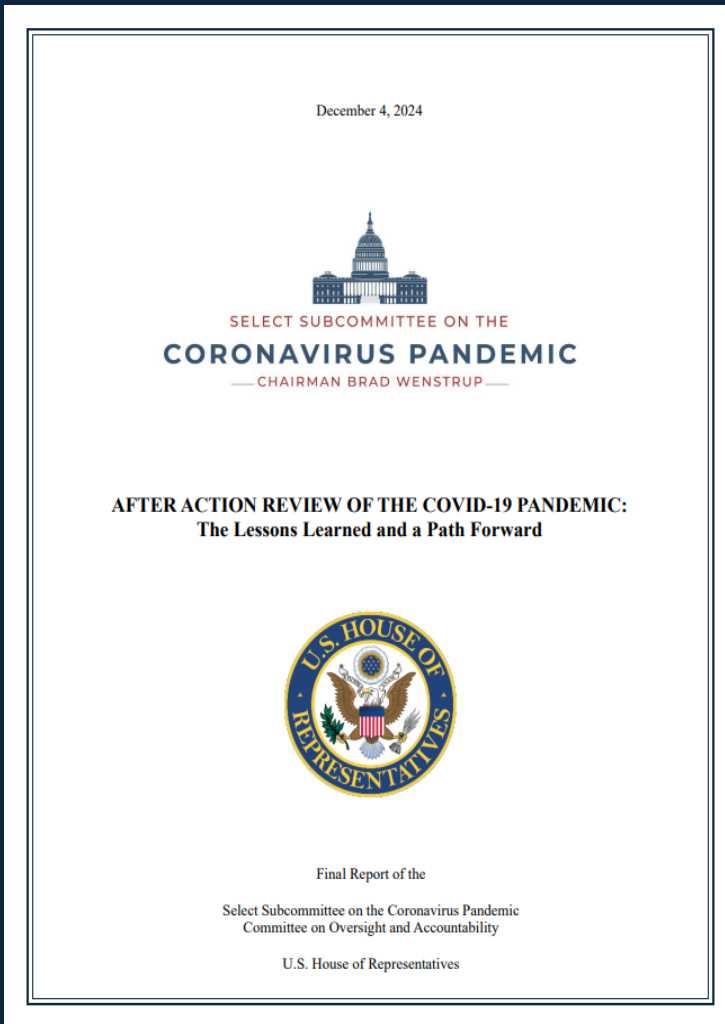 December 4, 2024
SELECT SUBCOMMITTEE ON THE
CORONAVIRUS PANDEMIC
CHAIRMAN BRAD WENSTRUP
AFTER ACTION REVIEW OF THE COVID-19 PANDEMIC:
The Lessons Learned and a Path Forward
U.S. HOUSE OF
REPRESENTATIVES
Final Report of the
Select Subcommittee on the Coronavirus Pandemic
Committee on Oversight and Accountability
U.S. House of Representatives